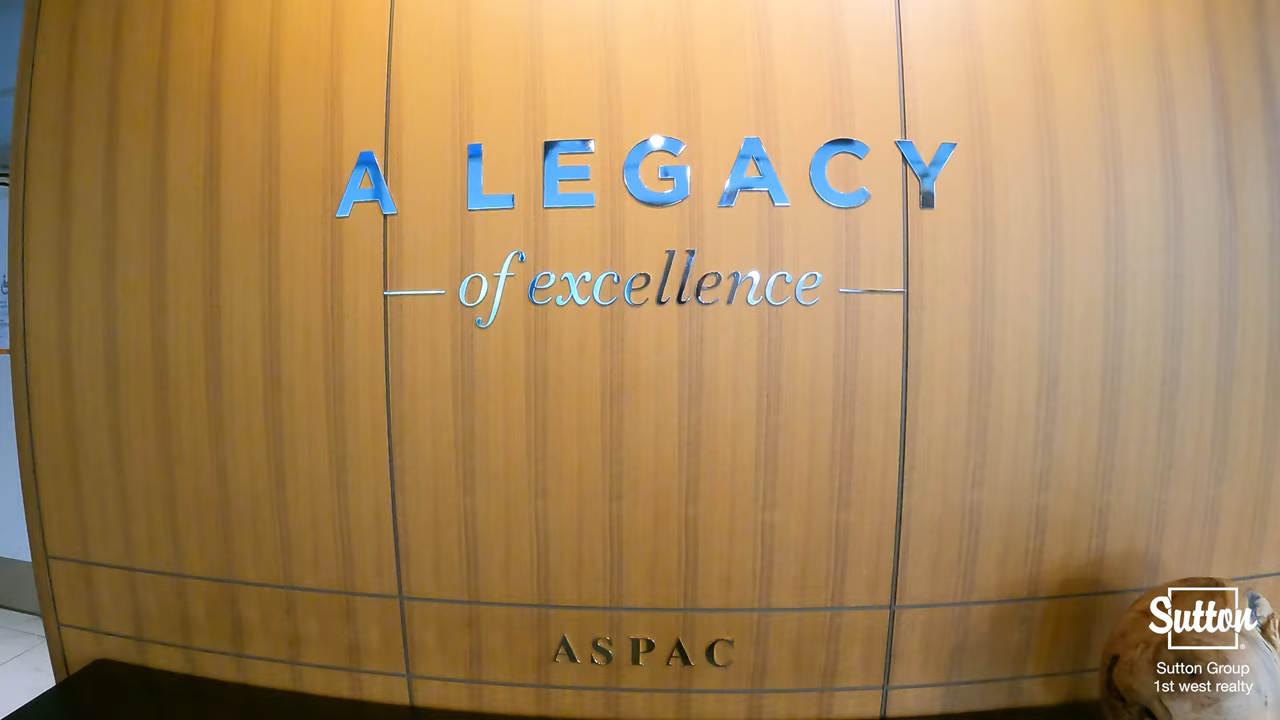 A LEGACY
of excellence
ASPAC
Sutton
Sutton Group
1st west realty